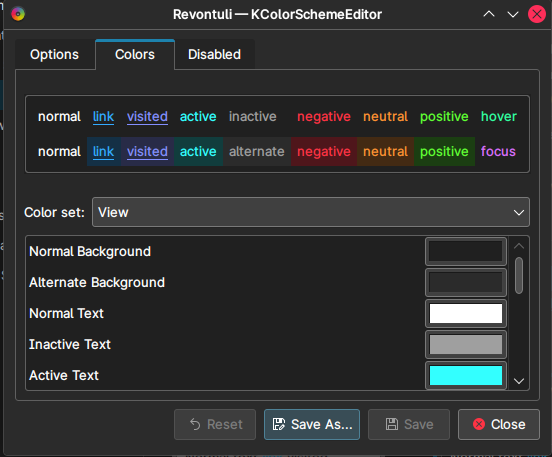 Revontuli — KColorSchemeEditor
Options Colors Disabled
normal link visited active inactive negative neutral positive hover
normal link visited active alternate negative neutral positive focus
Color set: View
Normal Background
Alternate Background
Normal Text
Inactive Text
Active Text
Reset Save As... Save Close